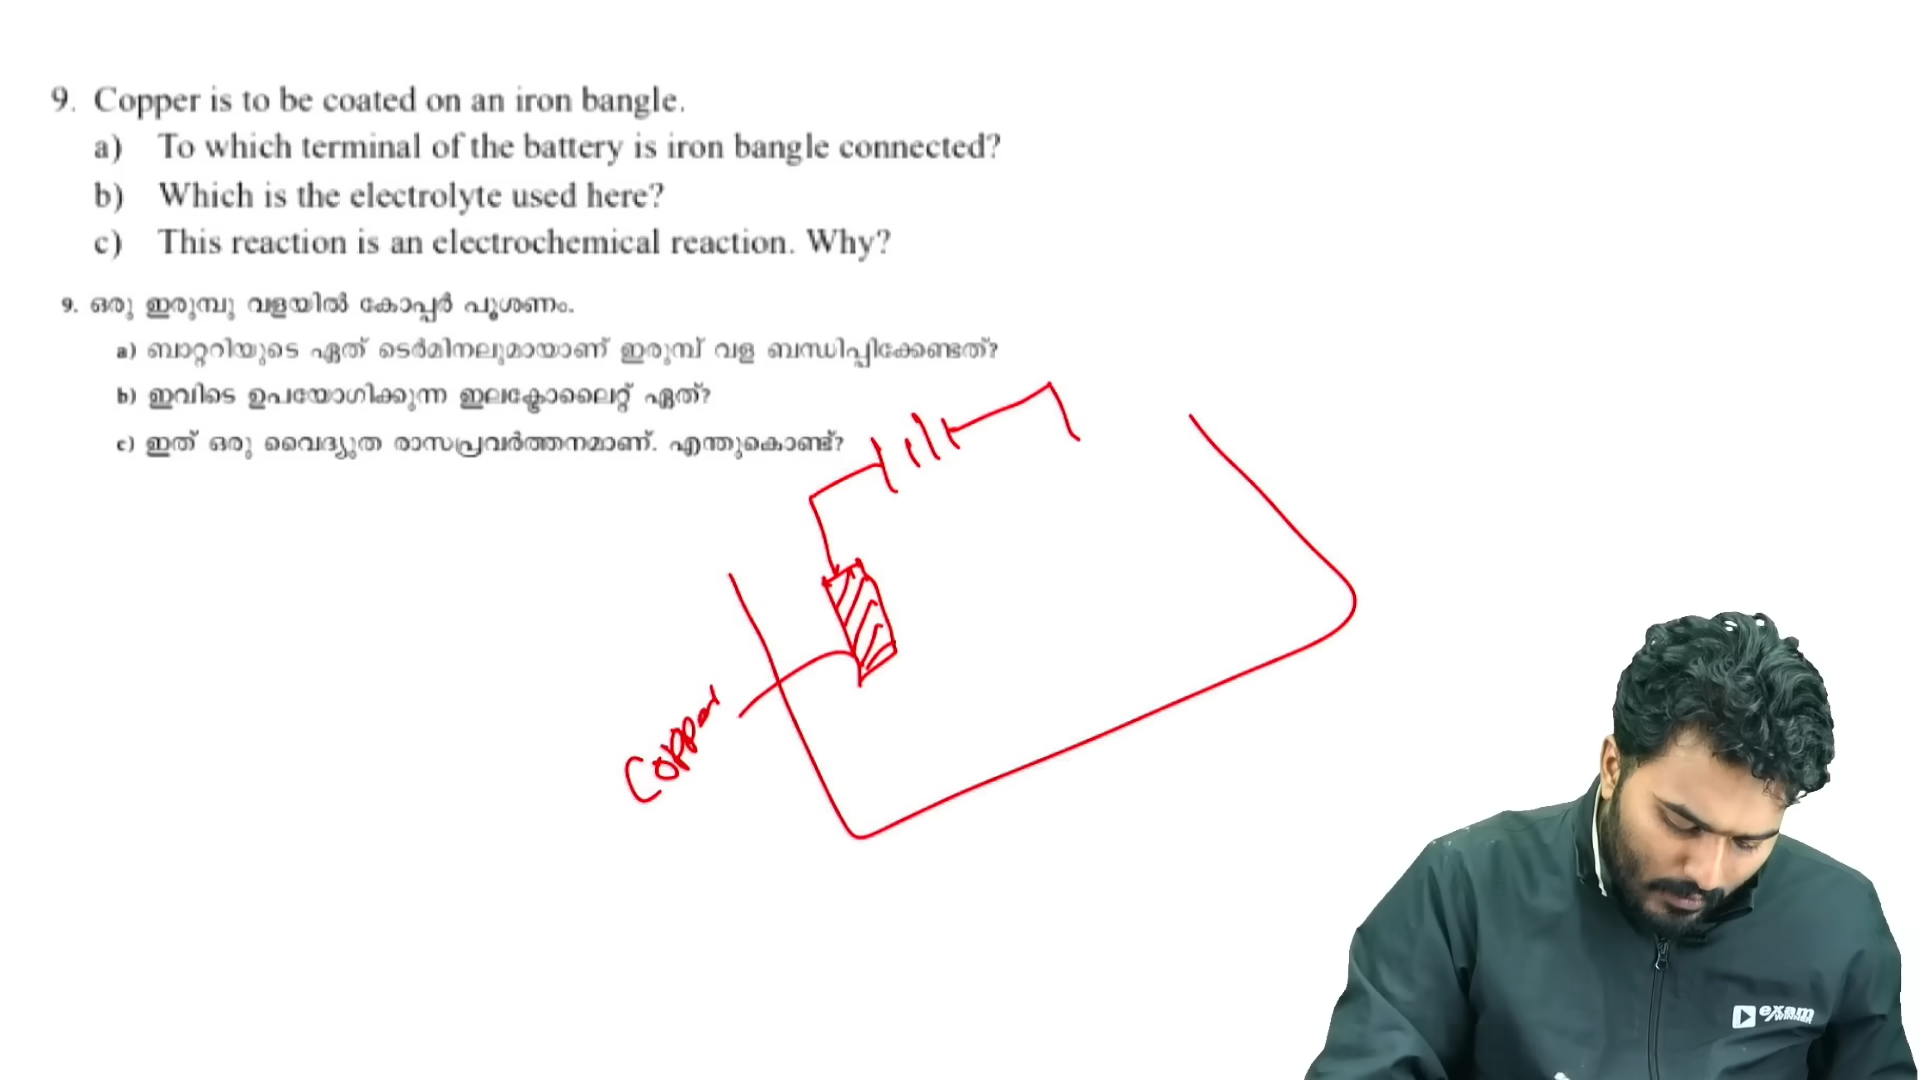 9. Copper is to be coated on an iron bangle.
a) To which terminal of the battery is iron bangle connected?
b) Which is the electrolyte used here?
c) This reaction is an electrochemical reaction. Why?
9. ഒരു ഇരുമ്പു വളയിൽ കോപ്പർ പൂശണം.
a) ബാറ്ററിയുടെ ഏത് ടെർമിനലുമായാണ് ഇരുമ്പ് വള ബന്ധിപ്പിക്കേണ്ടത്?
b) ഇവിടെ ഉപയോഗിക്കുന്ന ഇലക്ട്രോലൈറ്റ് ഏത്?
c) ഇത് ഒരു വൈദ്യുത രാസപ്രവർത്തനമാണ്. എന്തുകൊണ്ട്?
Copper
exam
WINNER